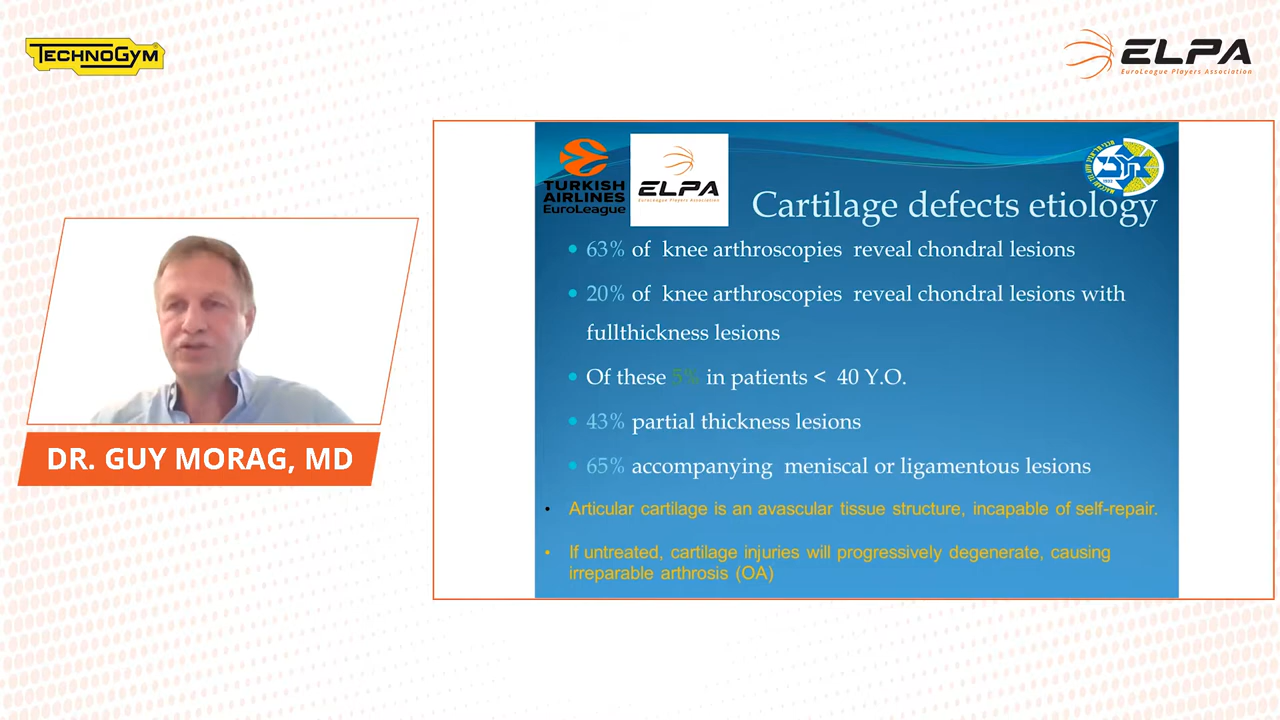 TECHNOGYM
ELPA
EuroLeague Players Association
TURKISH
AIRLINES
EuroLeague
ELPA
EuroLeague Players Association
Cartilage defects etiology
• 63% of knee arthroscopies reveal chondral lesions
• 20% of knee arthroscopies reveal chondral lesions with
fullthickness lesions
• Of these 5% in patients < 40 Y.O.
• 43% partial thickness lesions
• 65% accompanying meniscal or ligamentous lesions
• Articular cartilage is an avascular tissue structure, incapable of self-repair.
• If untreated, cartilage injuries will progressively degenerate, causing
irreparable arthrosis (OA)
DR. GUY MORAG, MD